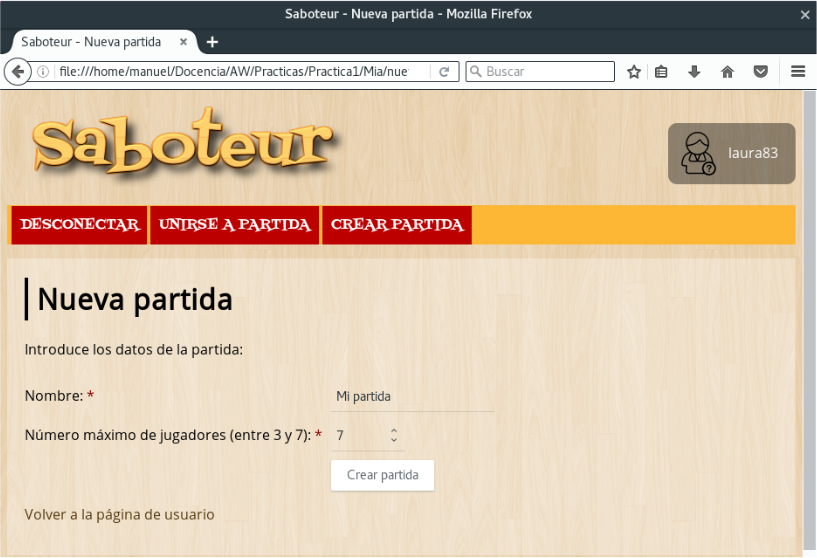 Saboteur - Nueva partida - Mozilla Firefox
Saboteur - Nueva partida
file:///home/manuel/Docencia/AW/Practicas/Practica1/Mia/nue
Buscar
Saboteur
laura83
DESCONECTAR UNIRSE A PARTIDA CREAR PARTIDA
Nueva partida
Introduce los datos de la partida:
Nombre: * Mi partida
Número máximo de jugadores (entre 3 y 7): * 7
Crear partida
Volver a la página de usuario